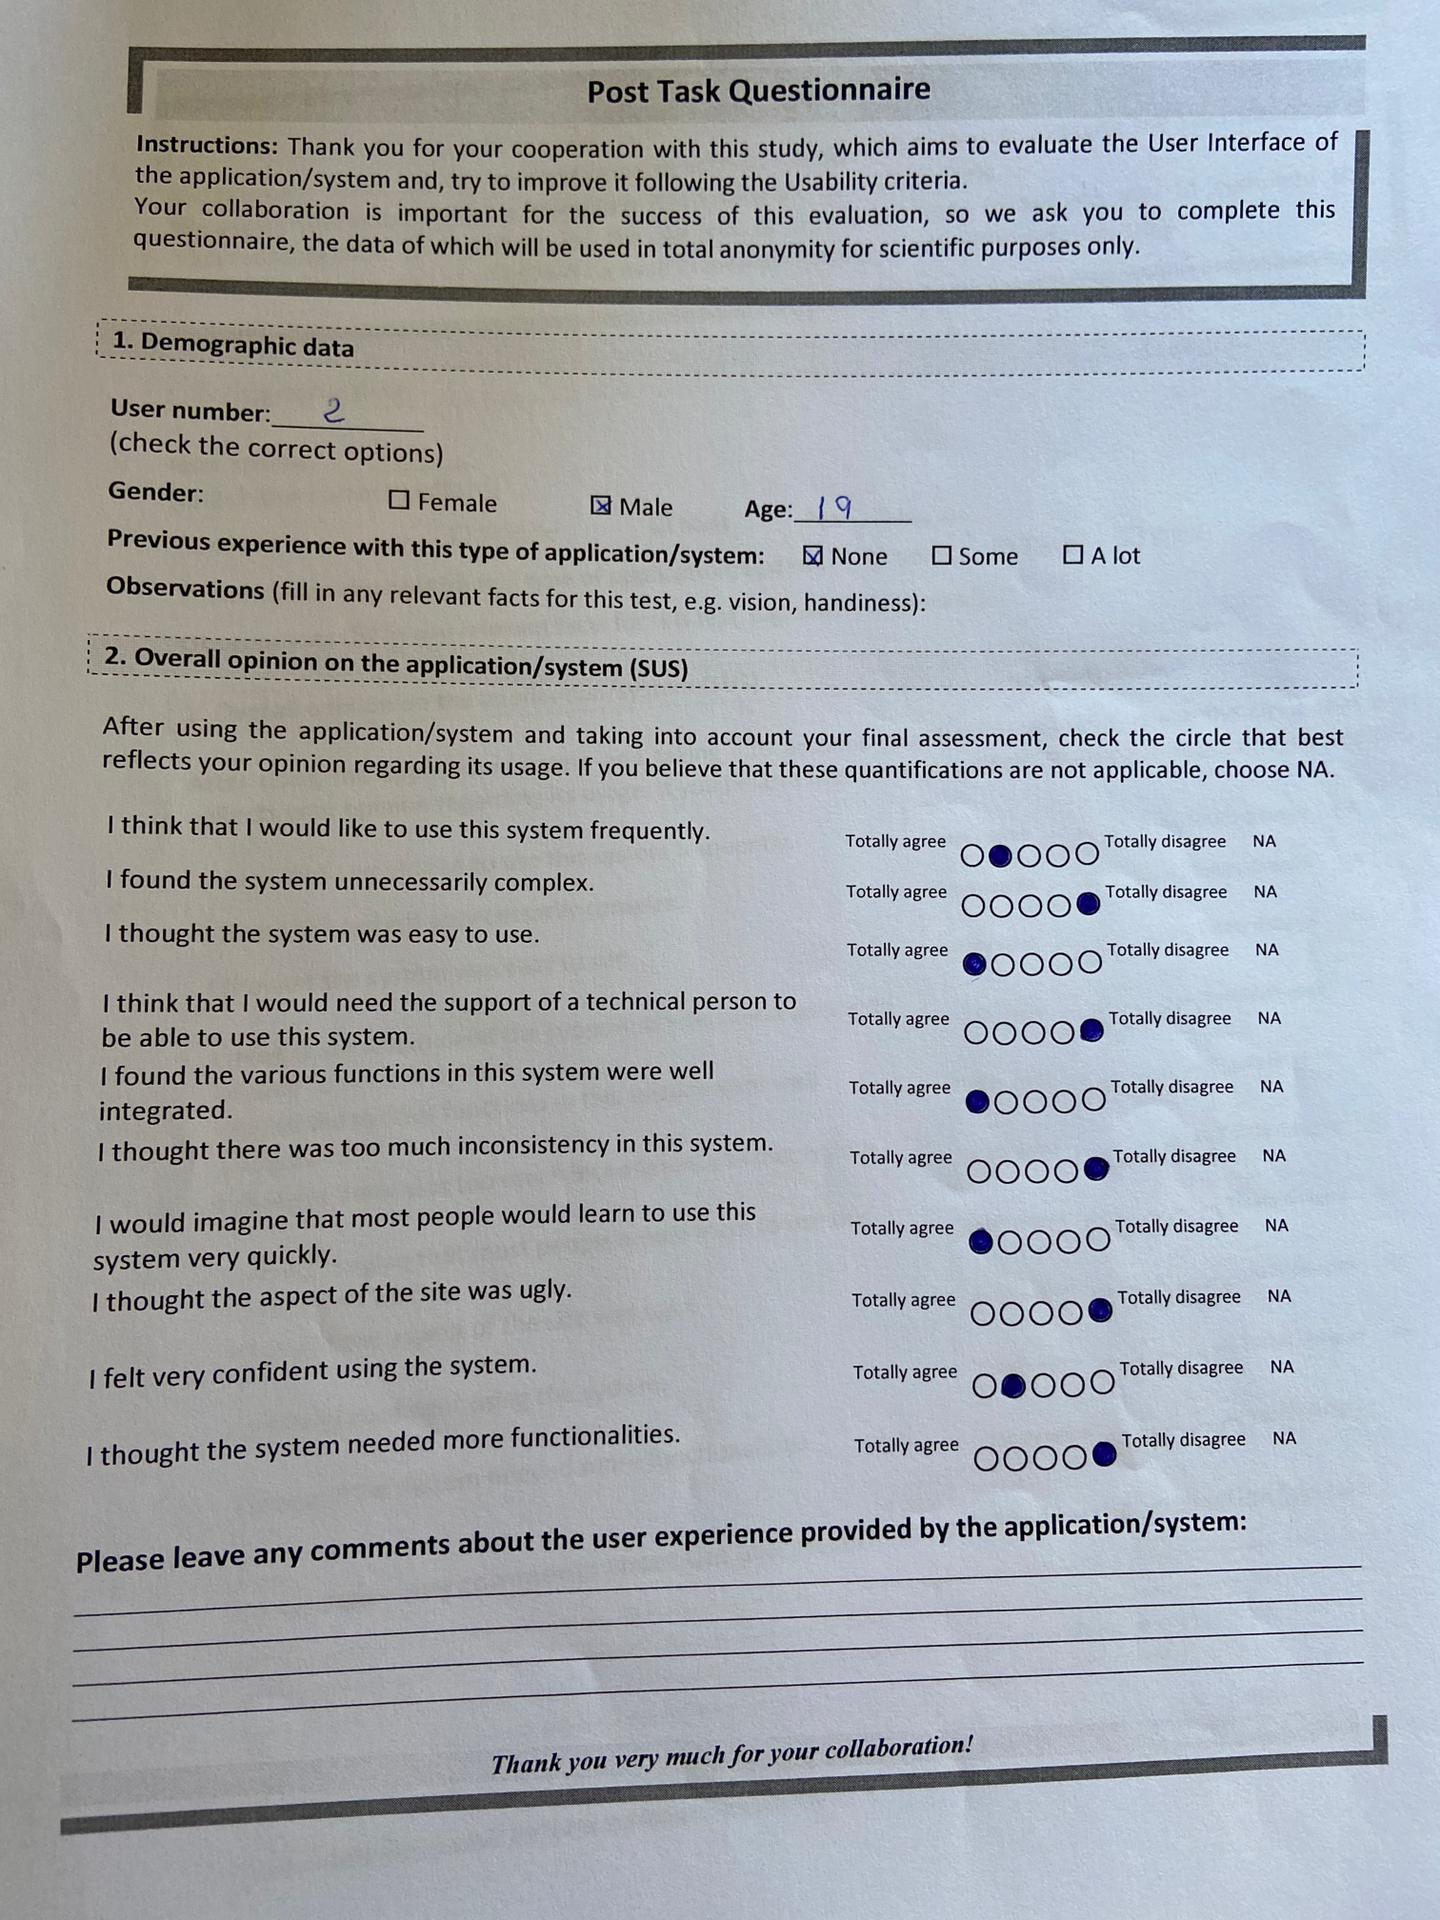 Post Task Questionnaire
Instructions: Thank you for your cooperation with this study, which aims to evaluate the User Interface of
the application/system and, try to improve it following the Usability criteria.
Your collaboration is important for the success of this evaluation, so we ask you to complete this
questionnaire, the data of which will be used in total anonymity for scientific purposes only.
1. Demographic data
User number: 2
(check the correct options)
Gender: ☐ Female ☒ Male Age: 19
Previous experience with this type of application/system: ☒ None ☐ Some ☐ A lot
Observations (fill in any relevant facts for this test, e.g. vision, handiness):
2. Overall opinion on the application/system (SUS)
After using the application/system and taking into account your final assessment, check the circle that best
reflects your opinion regarding its usage. If you believe that these quantifications are not applicable, choose NA.
I think that I would like to use this system frequently. Totally agree ○●○○○ Totally disagree NA
I found the system unnecessarily complex. Totally agree ○○○○● Totally disagree NA
I thought the system was easy to use. Totally agree ●○○○○ Totally disagree NA
I think that I would need the support of a technical person to
be able to use this system. Totally agree ○○○○● Totally disagree NA
I found the various functions in this system were well
integrated. Totally agree ●○○○○ Totally disagree NA
I thought there was too much inconsistency in this system. Totally agree ○○○○● Totally disagree NA
I would imagine that most people would learn to use this
system very quickly. Totally agree ●○○○○ Totally disagree NA
I thought the aspect of the site was ugly. Totally agree ○○○○● Totally disagree NA
I felt very confident using the system. Totally agree ○●○○○ Totally disagree NA
I thought the system needed more functionalities. Totally agree ○○○○● Totally disagree NA
Please leave any comments about the user experience provided by the application/system:
Thank you very much for your collaboration!